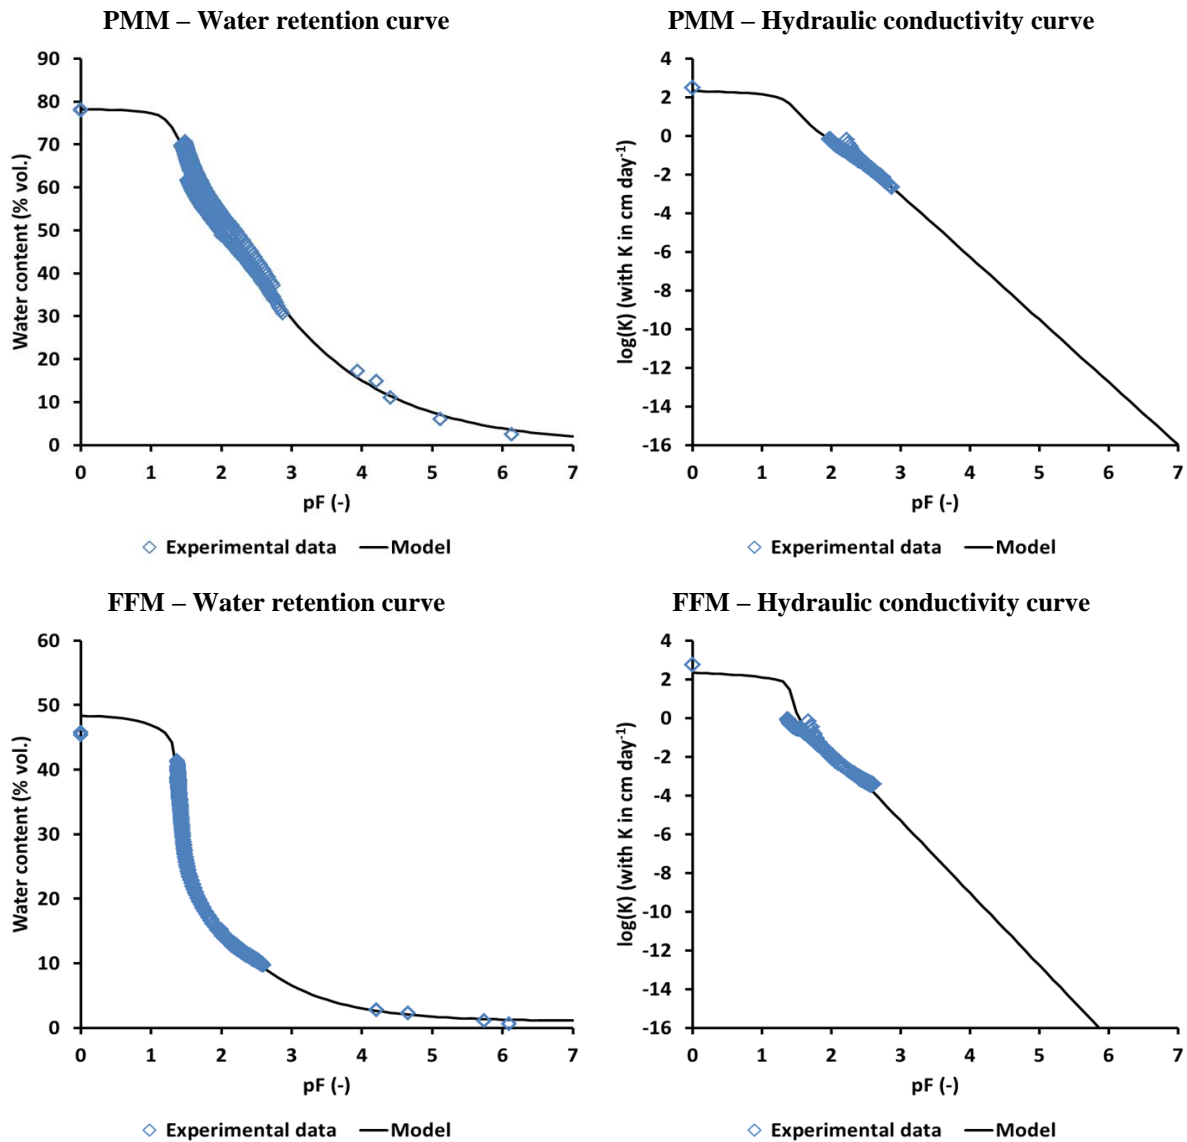 PMM – Water retention curve
PMM – Hydraulic conductivity curve
90
80
70
60
50
40
30
20
10
0
Water content (% vol.)
0 1 2 3 4 5 6 7
pF (-)
◇ Experimental data — Model
4
2
0
-2
-4
-6
-8
-10
-12
-14
-16
log(K) (with K in cm day⁻¹)
0 1 2 3 4 5 6 7
pF (-)
◇ Experimental data — Model
FFM – Water retention curve
FFM – Hydraulic conductivity curve
60
50
40
30
20
10
0
Water content (% vol.)
0 1 2 3 4 5 6 7
pF (-)
◇ Experimental data — Model
4
2
0
-2
-4
-6
-8
-10
-12
-14
-16
log(K) (with K in cm day⁻¹)
0 1 2 3 4 5 6 7
pF (-)
◇ Experimental data — Model